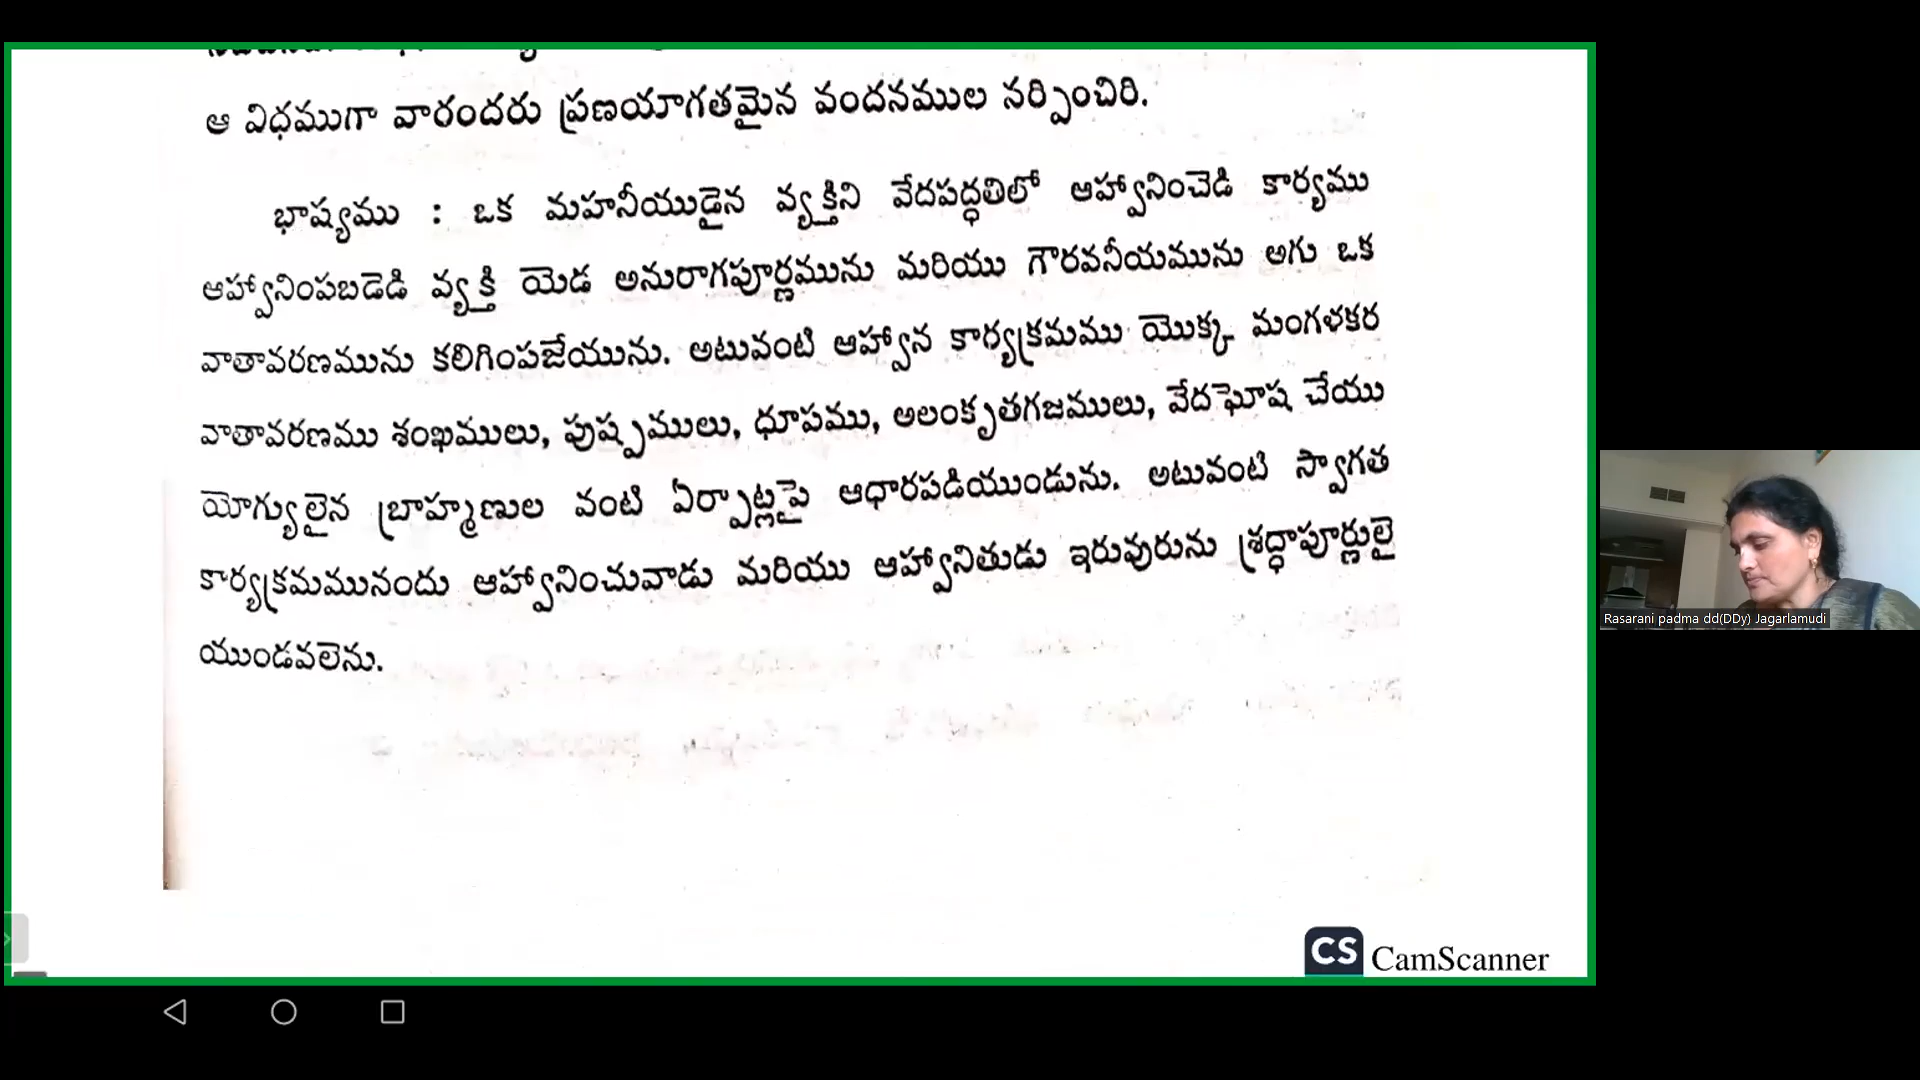 ఆ విధముగా వారందరు ప్రణయాగతమైన వందనముల నర్పించిరి.
భాష్యము : ఒక మహనీయుడైన వ్యక్తిని వేదపద్ధతిలో ఆహ్వానించెడి కార్యము
ఆహ్వానింపబడెడి వ్యక్తి యెడ అనురాగపూర్ణమును మరియు గౌరవనీయమును అగు ఒక
వాతావరణమును కలిగింపజేయును. అటువంటి ఆహ్వాన కార్యక్రమము యొక్క మంగళకర
వాతావరణము శంఖములు, పుష్పములు, ధూపము, అలంకృతగజములు, వేదఘోష చేయు
యోగ్యులైన బ్రాహ్మణుల వంటి ఏర్పాట్లపై ఆధారపడియుండును. అటువంటి స్వాగత
కార్యక్రమమునందు ఆహ్వానించువాడు మరియు ఆహ్వానితుడు ఇరువురును శ్రద్ధాపూర్ణులై
యుండవలెను.
Rasarani padma dd(DDy) Jagarlamudi
CS CamScanner